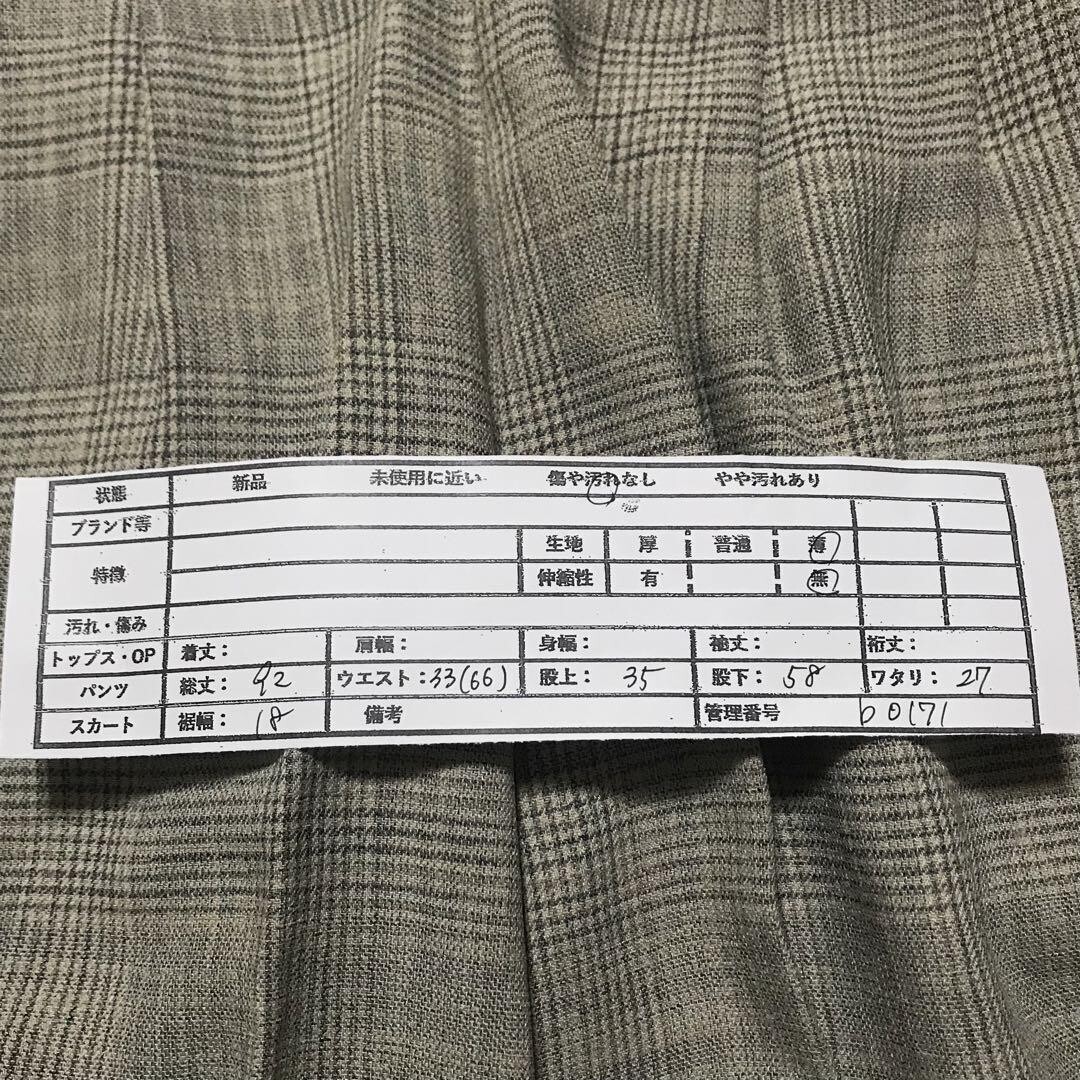 状態 新品 未使用に近い 傷や汚れなし やや汚れあり
ブランド等
特徴 生地 厚 普通 薄
伸縮性 有 無
汚れ・傷み
トップス・OP 着丈: 肩幅: 身幅: 袖丈: 裄丈:
パンツ 総丈: 92 ウエスト:33(66) 股上: 35 股下: 58 ワタリ: 27
スカート 裾幅: 18 備考 管理番号 b0171